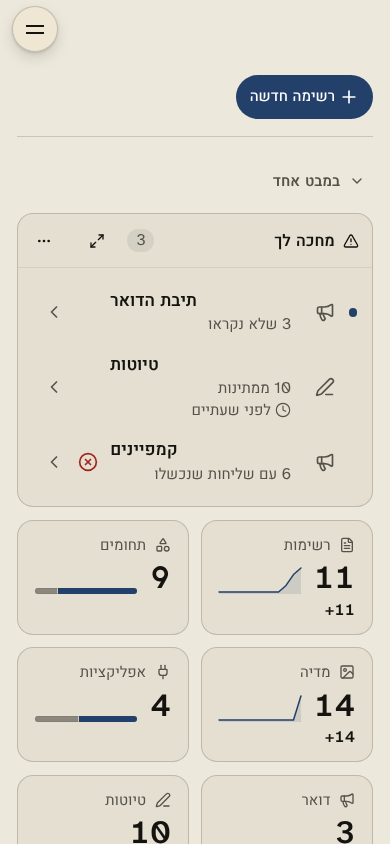 רשימה חדשה
במבט אחד
מחכה לך
3
תיבת הדואר
3 שלא נקראו
טיוטות
10 ממתינות
לפני שעתיים
קמפיינים
6 עם שליחות שנכשלו
רשימות
11
+11
תחומים
9
מדיה
14
+14
אפליקציות
4
דואר
3
טיוטות
10